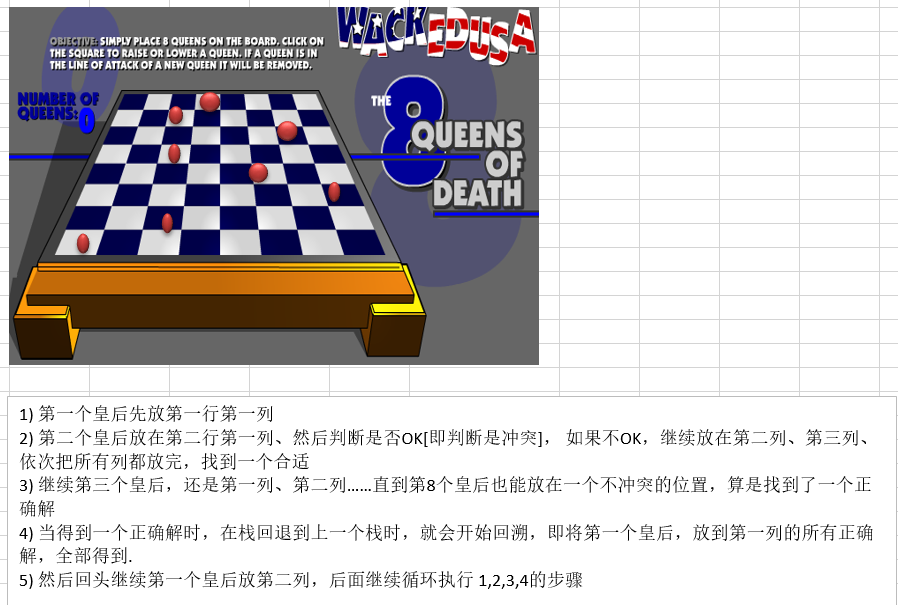 WACKEDUSA
OBJECTIVE: SIMPLY PLACE 8 QUEENS ON THE BOARD. CLICK ON
THE SQUARE TO RAISE OR LOWER A QUEEN. IF A QUEEN IS IN
THE LINE OF ATTACK OF A NEW QUEEN IT WILL BE REMOVED.
NUMBER OF
QUEENS: 0
THE
8
QUEENS
OF
DEATH
1) 第一个皇后先放第一行第一列
2) 第二个皇后放在第二行第一列、然后判断是否OK[即判断是冲突]， 如果不OK，继续放在第二列、第三列、
依次把所有列都放完，找到一个合适
3) 继续第三个皇后，还是第一列、第二列……直到第8个皇后也能放在一个不冲突的位置，算是找到了一个正
确解
4) 当得到一个正确解时，在栈回退到上一个栈时，就会开始回溯，即将第一个皇后，放到第一列的所有正确
解，全部得到.
5) 然后回头继续第一个皇后放第二列，后面继续循环执行 1,2,3,4的步骤